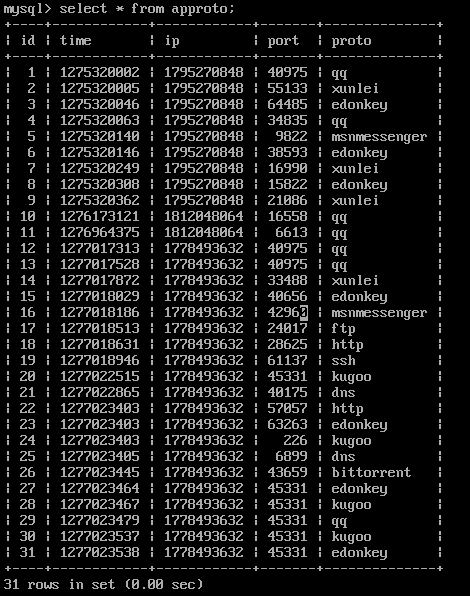 mysql> select * from approto;
+----+------------+------------+-------+--------------+
| id | time       | ip         | port  | proto        |
+----+------------+------------+-------+--------------+
|  1 | 1275320002 | 1795270848 | 40975 | qq           |
|  2 | 1275320005 | 1795270848 | 55133 | xunlei       |
|  3 | 1275320046 | 1795270848 | 64485 | edonkey      |
|  4 | 1275320063 | 1795270848 | 34835 | qq           |
|  5 | 1275320140 | 1795270848 |  9822 | msnmessenger |
|  6 | 1275320146 | 1795270848 | 38593 | edonkey      |
|  7 | 1275320249 | 1795270848 | 16990 | xunlei       |
|  8 | 1275320308 | 1795270848 | 15822 | edonkey      |
|  9 | 1275320362 | 1795270848 | 21086 | xunlei       |
| 10 | 1276173121 | 1812048064 | 16558 | qq           |
| 11 | 1276964375 | 1812048064 |  6613 | qq           |
| 12 | 1277017313 | 1778493632 | 40975 | qq           |
| 13 | 1277017528 | 1778493632 | 40975 | qq           |
| 14 | 1277017872 | 1778493632 | 33488 | xunlei       |
| 15 | 1277018029 | 1778493632 | 40656 | edonkey      |
| 16 | 1277018186 | 1778493632 | 42960 | msnmessenger |
| 17 | 1277018513 | 1778493632 | 24017 | ftp          |
| 18 | 1277018631 | 1778493632 | 28625 | http         |
| 19 | 1277018946 | 1778493632 | 61137 | ssh          |
| 20 | 1277022515 | 1778493632 | 45331 | kugoo        |
| 21 | 1277022865 | 1778493632 | 40175 | dns          |
| 22 | 1277023403 | 1778493632 | 57057 | http         |
| 23 | 1277023403 | 1778493632 | 63263 | edonkey      |
| 24 | 1277023403 | 1778493632 |   226 | kugoo        |
| 25 | 1277023405 | 1778493632 |  6899 | dns          |
| 26 | 1277023445 | 1778493632 | 43659 | bittorrent   |
| 27 | 1277023464 | 1778493632 | 45331 | edonkey      |
| 28 | 1277023467 | 1778493632 | 45331 | kugoo        |
| 29 | 1277023479 | 1778493632 | 45331 | qq           |
| 30 | 1277023537 | 1778493632 | 45331 | kugoo        |
| 31 | 1277023538 | 1778493632 | 45331 | edonkey      |
+----+------------+------------+-------+--------------+
31 rows in set (0.00 sec)